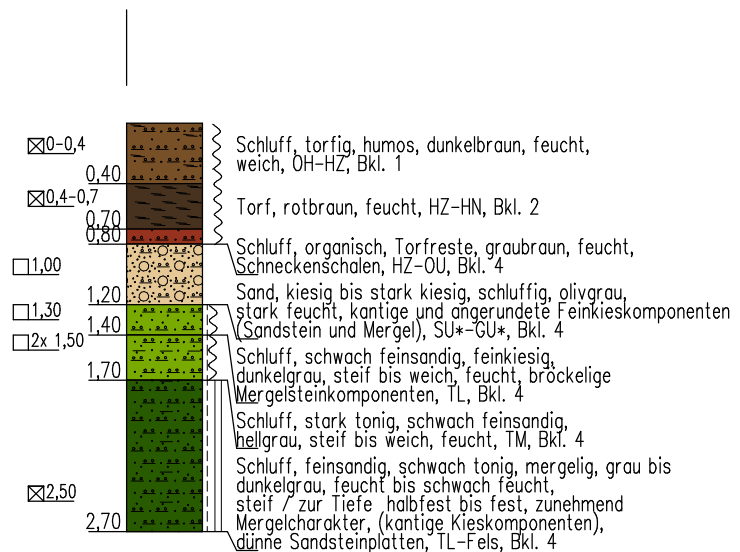 0-0,4
Schluff, torfig, humos, dunkelbraun, feucht,
weich, OH-HZ, Bkl. 1
0,40
0,4-0,7
Torf, rotbraun, feucht, HZ-HN, Bkl. 2
0,70
0,80
Schluff, organisch, Torfreste, graubraun, feucht,
Schneckenschalen, HZ-OU, Bkl. 4
1,00
1,20
Sand, kiesig bis stark kiesig, schluffig, olivgrau,
stark feucht, kantige und angerundete Feinkieskomponenten
(Sandstein und Mergel), SU*-GU*, Bkl. 4
1,30
1,40
2x 1,50
Schluff, schwach feinsandig, feinkiesig,
dunkelgrau, steif bis weich, feucht, bröckelige
Mergelsteinkomponenten, TL, Bkl. 4
1,70
Schluff, stark tonig, schwach feinsandig,
hellgrau, steif bis weich, feucht, TM, Bkl. 4
Schluff, feinsandig, schwach tonig, mergelig, grau bis
dunkelgrau, feucht bis schwach feucht,
steif / zur Tiefe halbfest bis fest, zunehmend
Mergelcharakter, (kantige Kieskomponenten),
dünne Sandsteinplatten, TL-Fels, Bkl. 4
2,50
2,70